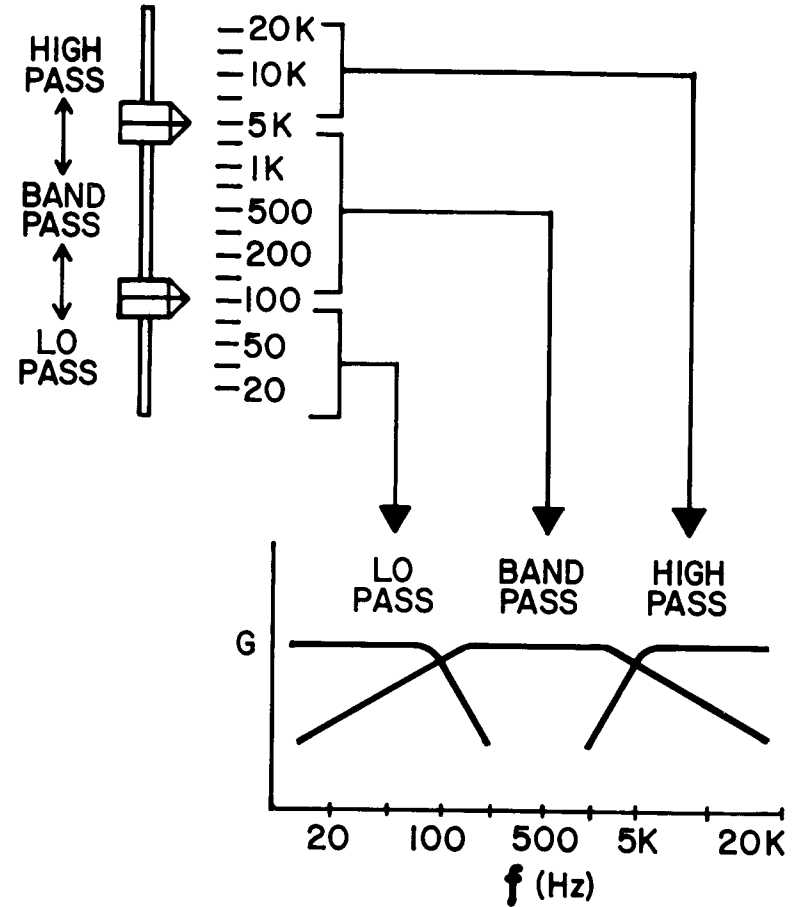 HIGH
PASS
BAND
PASS
LO
PASS
20K
10K
5K
1K
500
200
100
50
20
LO
PASS
BAND
PASS
HIGH
PASS
G
20 100 500 5K 20K
f (Hz)